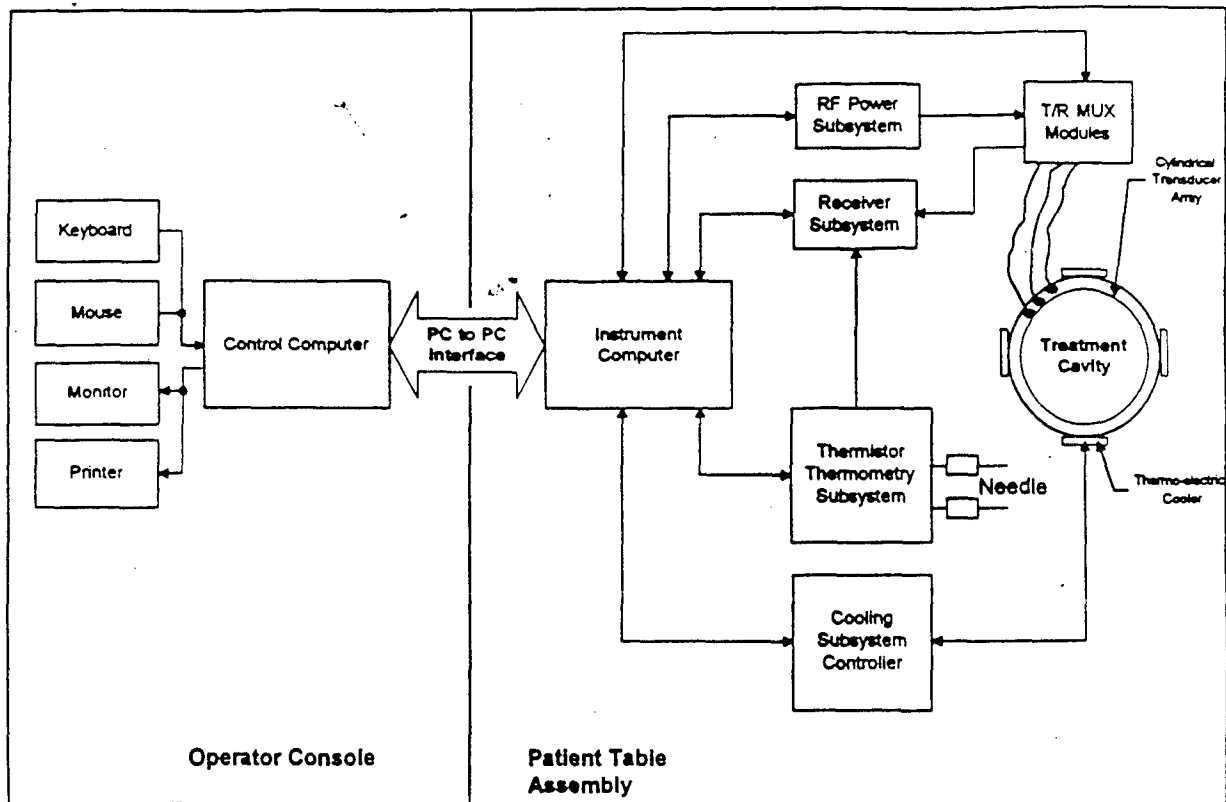 RF Power
Subsystem
T/R MUX
Modules
Cylindrical
Transducer
Array
Receiver
Subsystem
Keyboard
Mouse
Control Computer
PC to PC
Interface
Instrument
Computer
Treatment
Cavity
Monitor
Printer
Thermistor
Thermometry
Subsystem
Needle
Thermo-electric
Cooler
Cooling
Subsystem
Controller
Operator Console
Patient Table
Assembly